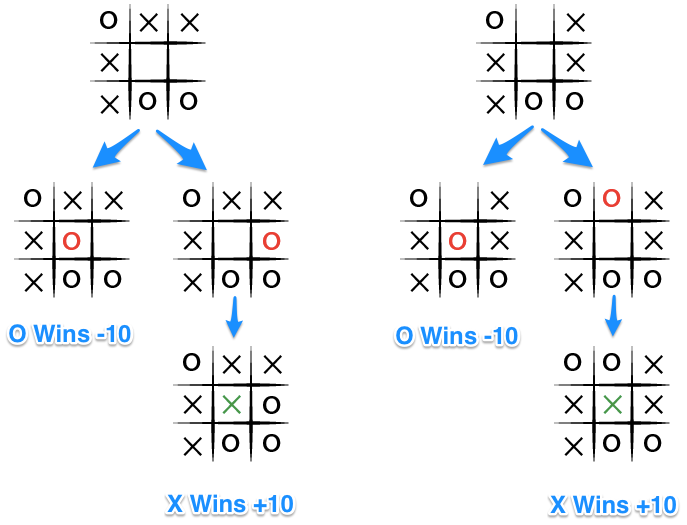 O X X O X
X X X
X O O X O O
O X X O X X O X O O X
X O X O X O X X X
X O O X O O X O O X O O
O Wins -10 O Wins -10
O X X O O X
X X O X X X
X O O X O O
X Wins +10 X Wins +10